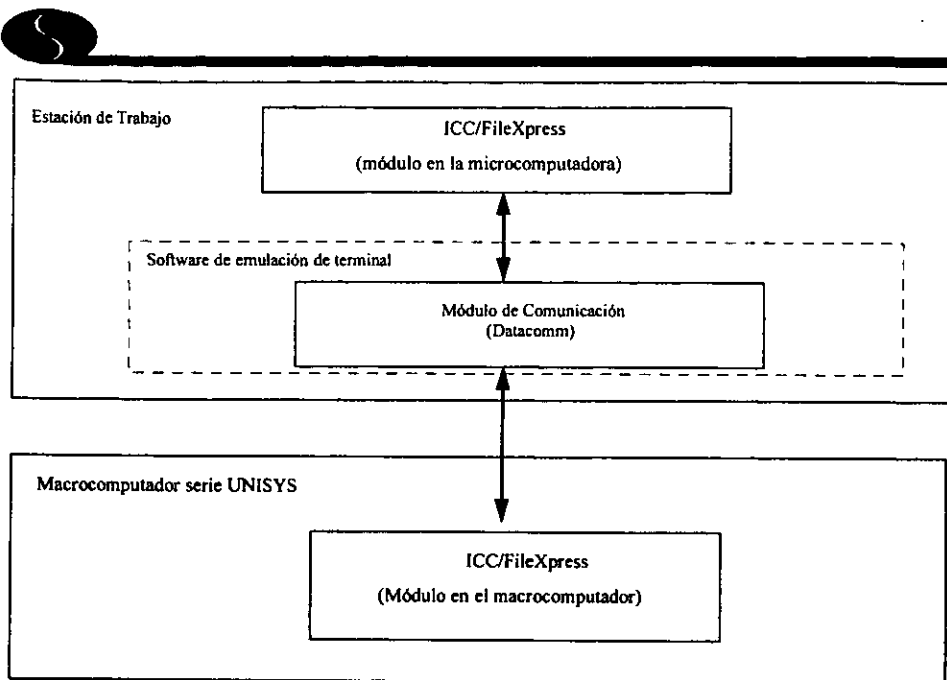 Estación de Trabajo
ICC/FileXpress
(módulo en la microcomputadora)
Software de emulación de terminal
Módulo de Comunicación
(Datacomm)
Macrocomputador serie UNISYS
ICC/FileXpress
(Módulo en el macrocomputador)